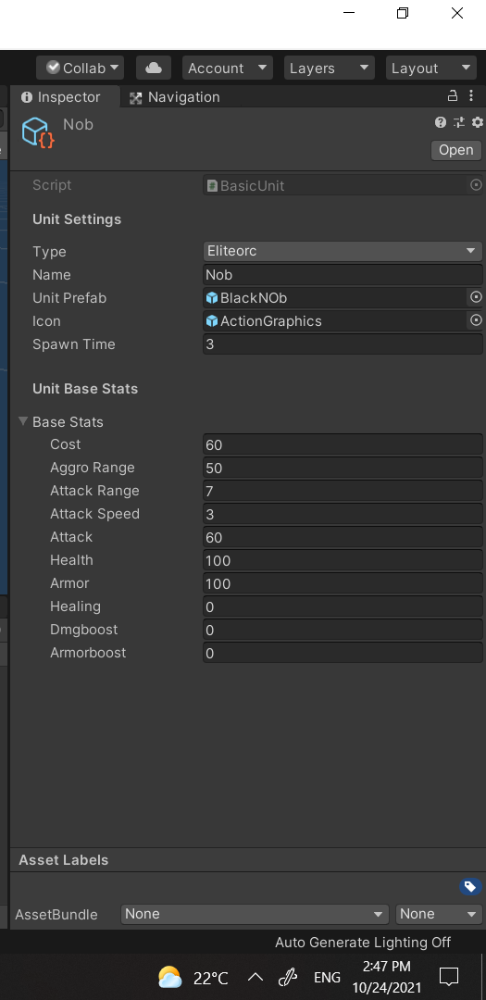 Collab Account Layers Layout
Inspector Navigation
Nob
Open
Script BasicUnit
Unit Settings
Type Eliteorc
Name Nob
Unit Prefab BlackNOb
Icon ActionGraphics
Spawn Time 3
Unit Base Stats
Base Stats
Cost 60
Aggro Range 50
Attack Range 7
Attack Speed 3
Attack 60
Health 100
Armor 100
Healing 0
Dmgboost 0
Armorboost 0
Asset Labels
AssetBundle None None
Auto Generate Lighting Off
22°C ENG 2:47 PM
10/24/2021